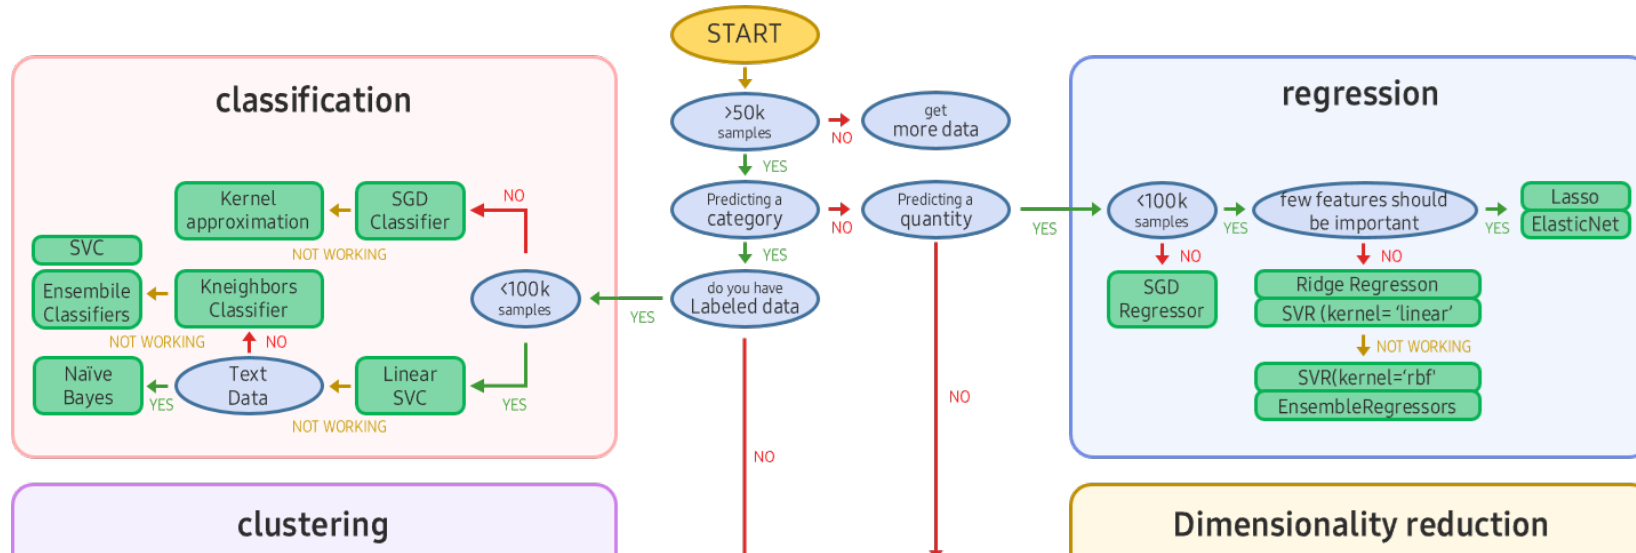 START
>50k
samples
NO
get
more data
YES
Predicting a
category
NO
Predicting a
quantity
YES
YES
do you have
Labeled data
YES
NO
NO
classification
Kernel
approximation
SGD
Classifier
NO
NOT WORKING
SVC
Ensembile
Classifiers
Kneighbors
Classifier
<100k
samples
NOT WORKING
NO
Naïve
Bayes
YES
Text
Data
Linear
SVC
YES
NOT WORKING
regression
<100k
samples
YES
few features should
be important
YES
Lasso
ElasticNet
NO
SGD
Regressor
NO
Ridge Regresson
SVR (kernel= ‘linear’
NOT WORKING
SVR(kernel=‘rbf'
EnsembleRegressors
clustering
Dimensionality reduction